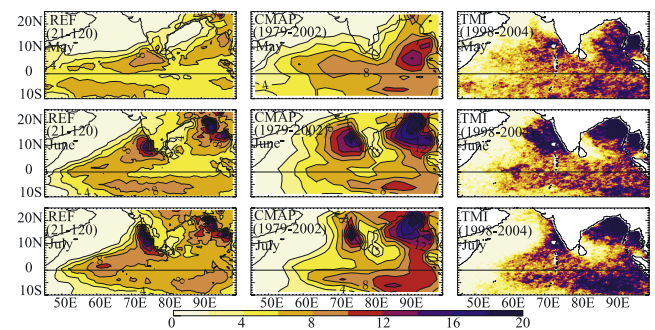 REF CMAP TMI
(21-120) (1979-2002) (1998-2004)
20N May May May
10N
0
10S
REF CMAP TMI
20N (21-120) (1979-2002) (1998-2004)
June June June
10N
0
10S
REF CMAP TMI
20N (21-120) (1979-2002) (1998-2004)
July July July
10N
0
10S
50E 60E 70E 80E 90E 50E 60E 70E 80E 90E 50E 60E 70E 80E 90E
0 4 8 12 16 20